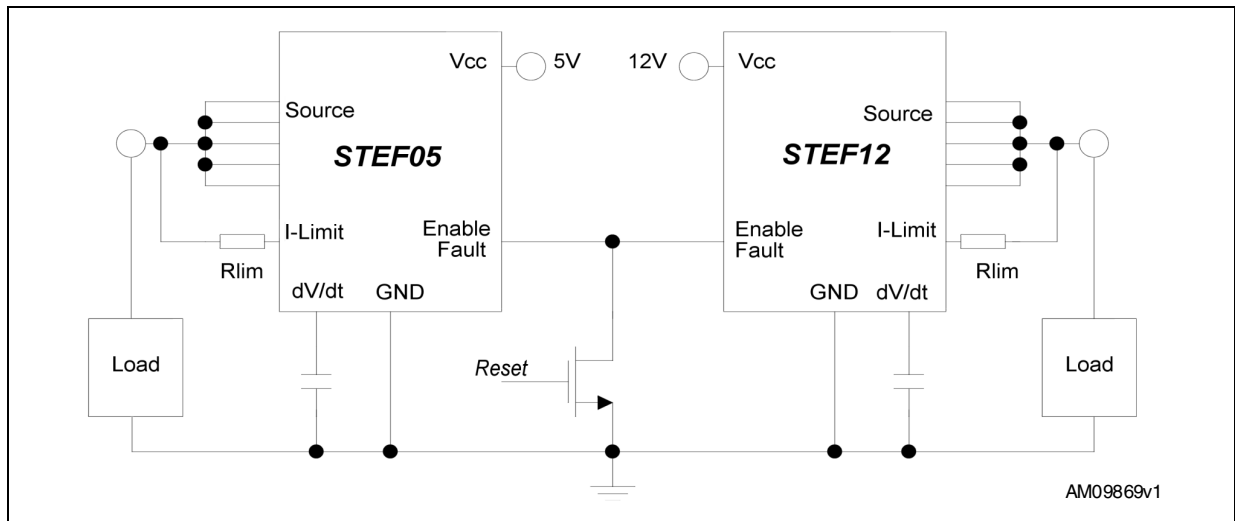 Vcc
5V
12V
Vcc
Source
Source
STEF05
STEF12
I-Limit
Enable
Fault
Enable
Fault
I-Limit
Rlim
Rlim
dV/dt
GND
GND
dV/dt
Load
Reset
Load
AM09869v1